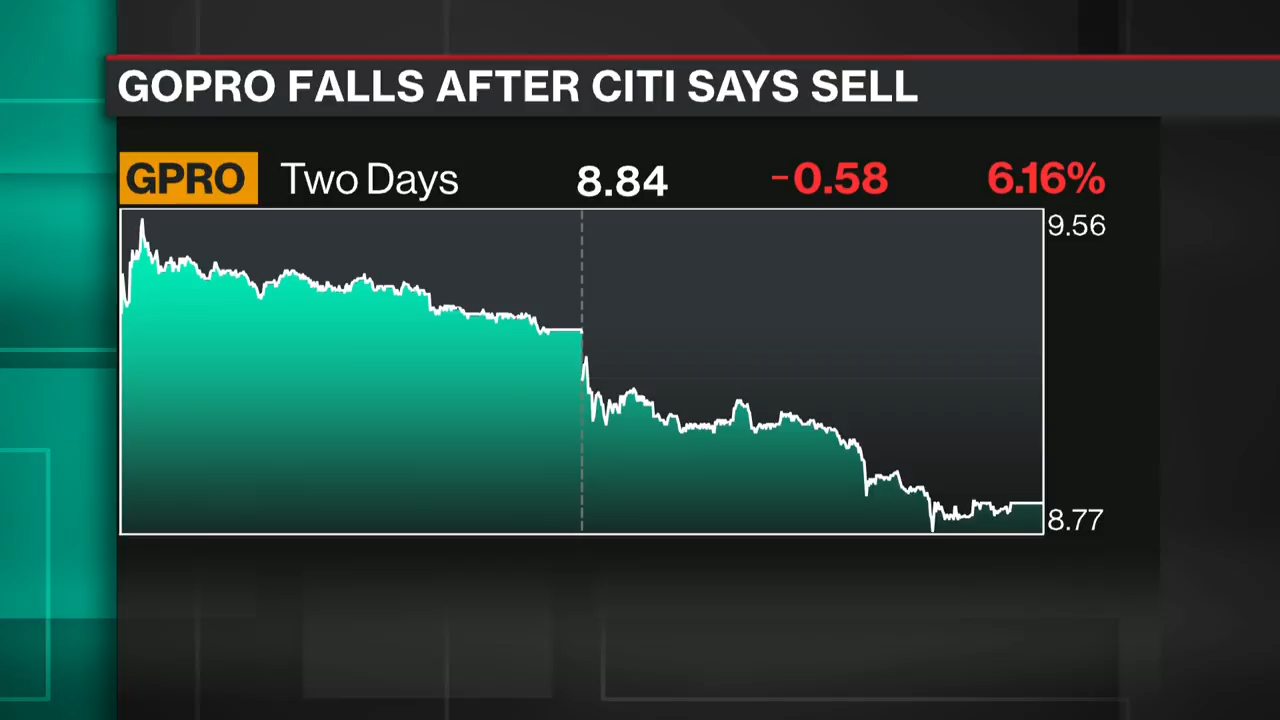 GOPRO FALLS AFTER CITI SAYS SELL
GPRO Two Days 8.84 -0.58 6.16%
9.56
8.77